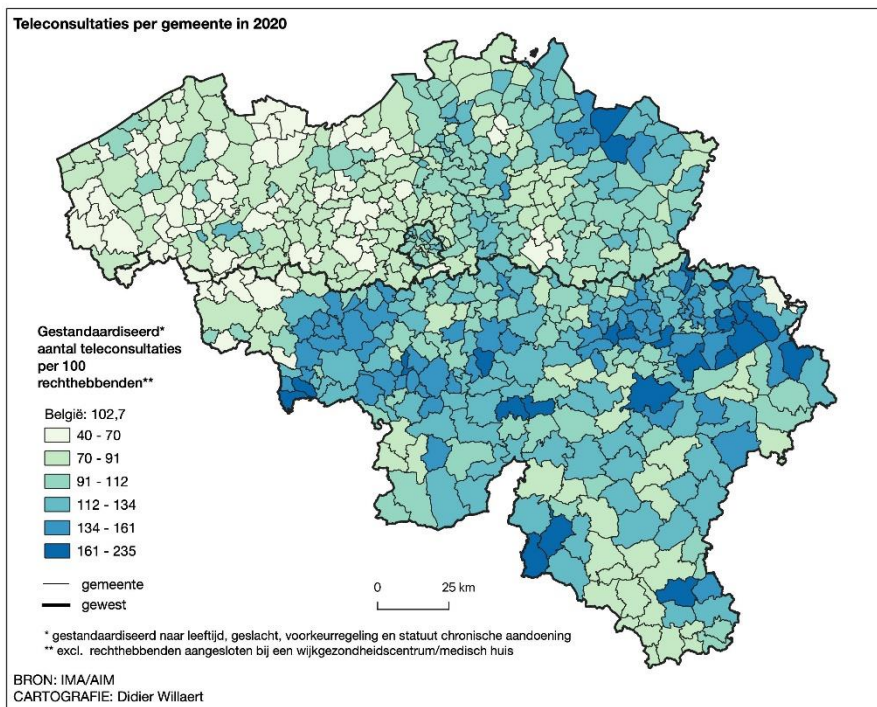 Teleconsultaties per gemeente in 2020
Gestandaardiseerd*
aantal teleconsultaties
per 100
rechthebbenden**
België: 102,7
40 - 70
70 - 91
91 - 112
112 - 134
134 - 161
161 - 235
gemeente
gewest
0 25 km
* gestandaardiseerd naar leeftijd, geslacht, voorkeurregeling en statuut chronische aandoening
** excl. rechthebbenden aangesloten bij een wijkgezondheidscentrum/medisch huis
BRON: IMA/AIM
CARTOGRAFIE: Didier Willaert